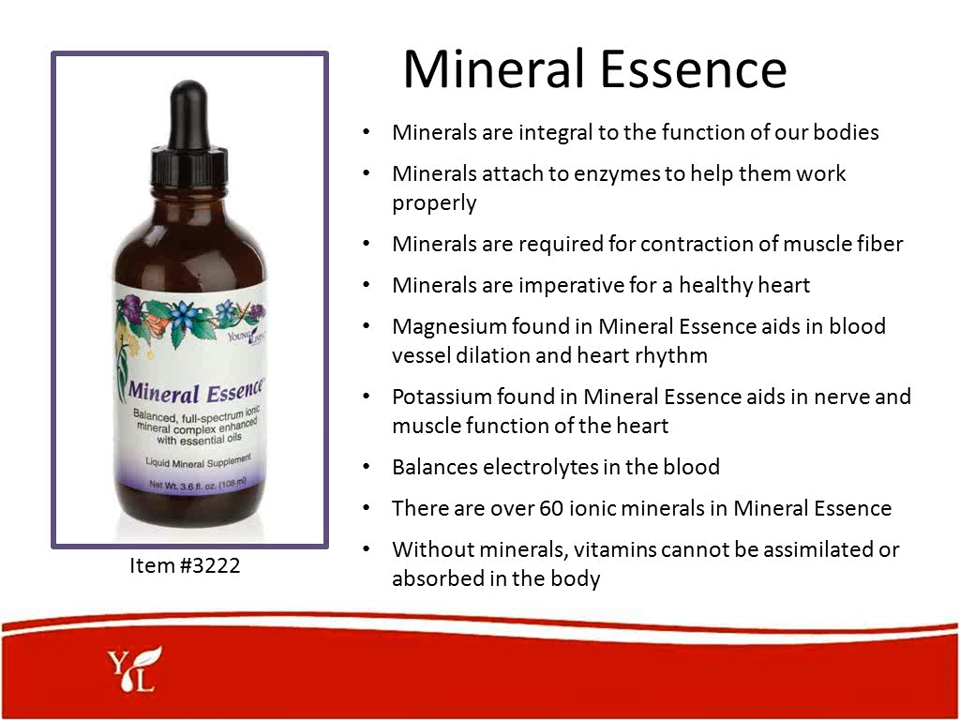 Mineral Essence
• Minerals are integral to the function of our bodies
• Minerals attach to enzymes to help them work
properly
• Minerals are required for contraction of muscle fiber
• Minerals are imperative for a healthy heart
• Magnesium found in Mineral Essence aids in blood
vessel dilation and heart rhythm
• Potassium found in Mineral Essence aids in nerve and
muscle function of the heart
• Balances electrolytes in the blood
• There are over 60 ionic minerals in Mineral Essence
• Without minerals, vitamins cannot be assimilated or
absorbed in the body
Young Living
Mineral Essence™
Balanced, full-spectrum ionic
mineral complex enhanced
with essential oils
Liquid Mineral Supplement
Net Wt. 3.6 fl. oz. (108 ml)
Item #3222
Y L